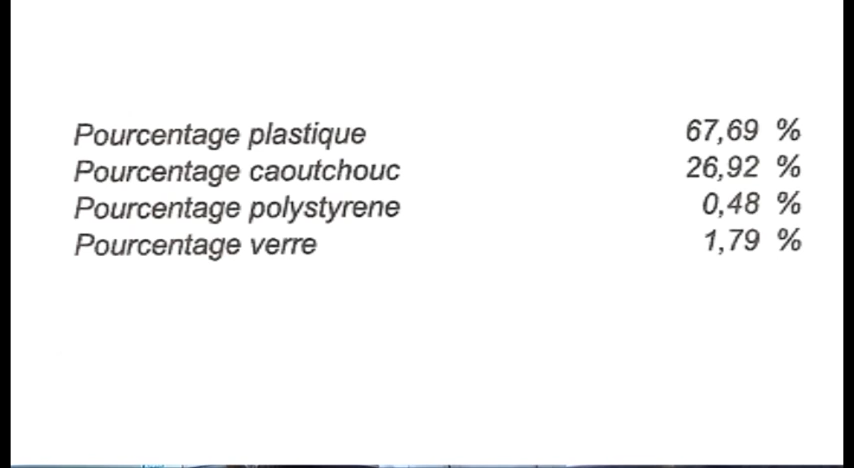 Pourcentage plastique 67,69 %
Pourcentage caoutchouc 26,92 %
Pourcentage polystyrene 0,48 %
Pourcentage verre 1,79 %